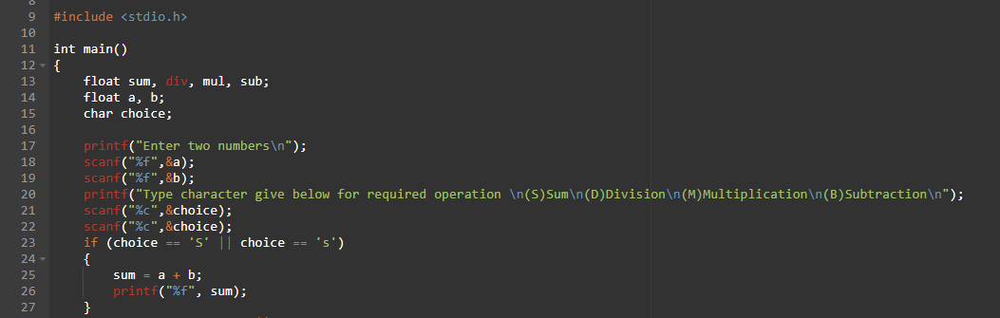 8
9 #include <stdio.h>
10
11 int main()
12 {
13 float sum, div, mul, sub;
14 float a, b;
15 char choice;
16
17 printf("Enter two numbers\n");
18 scanf("%f",&a);
19 scanf("%f",&b);
20 printf("Type character give below for required operation \n(S)Sum\n(D)Division\n(M)Multiplication\n(B)Subtraction\n");
21 scanf("%c",&choice);
22 scanf("%c",&choice);
23 if (choice == 'S' || choice == 's')
24 {
25 sum = a + b;
26 printf("%f", sum);
27 }